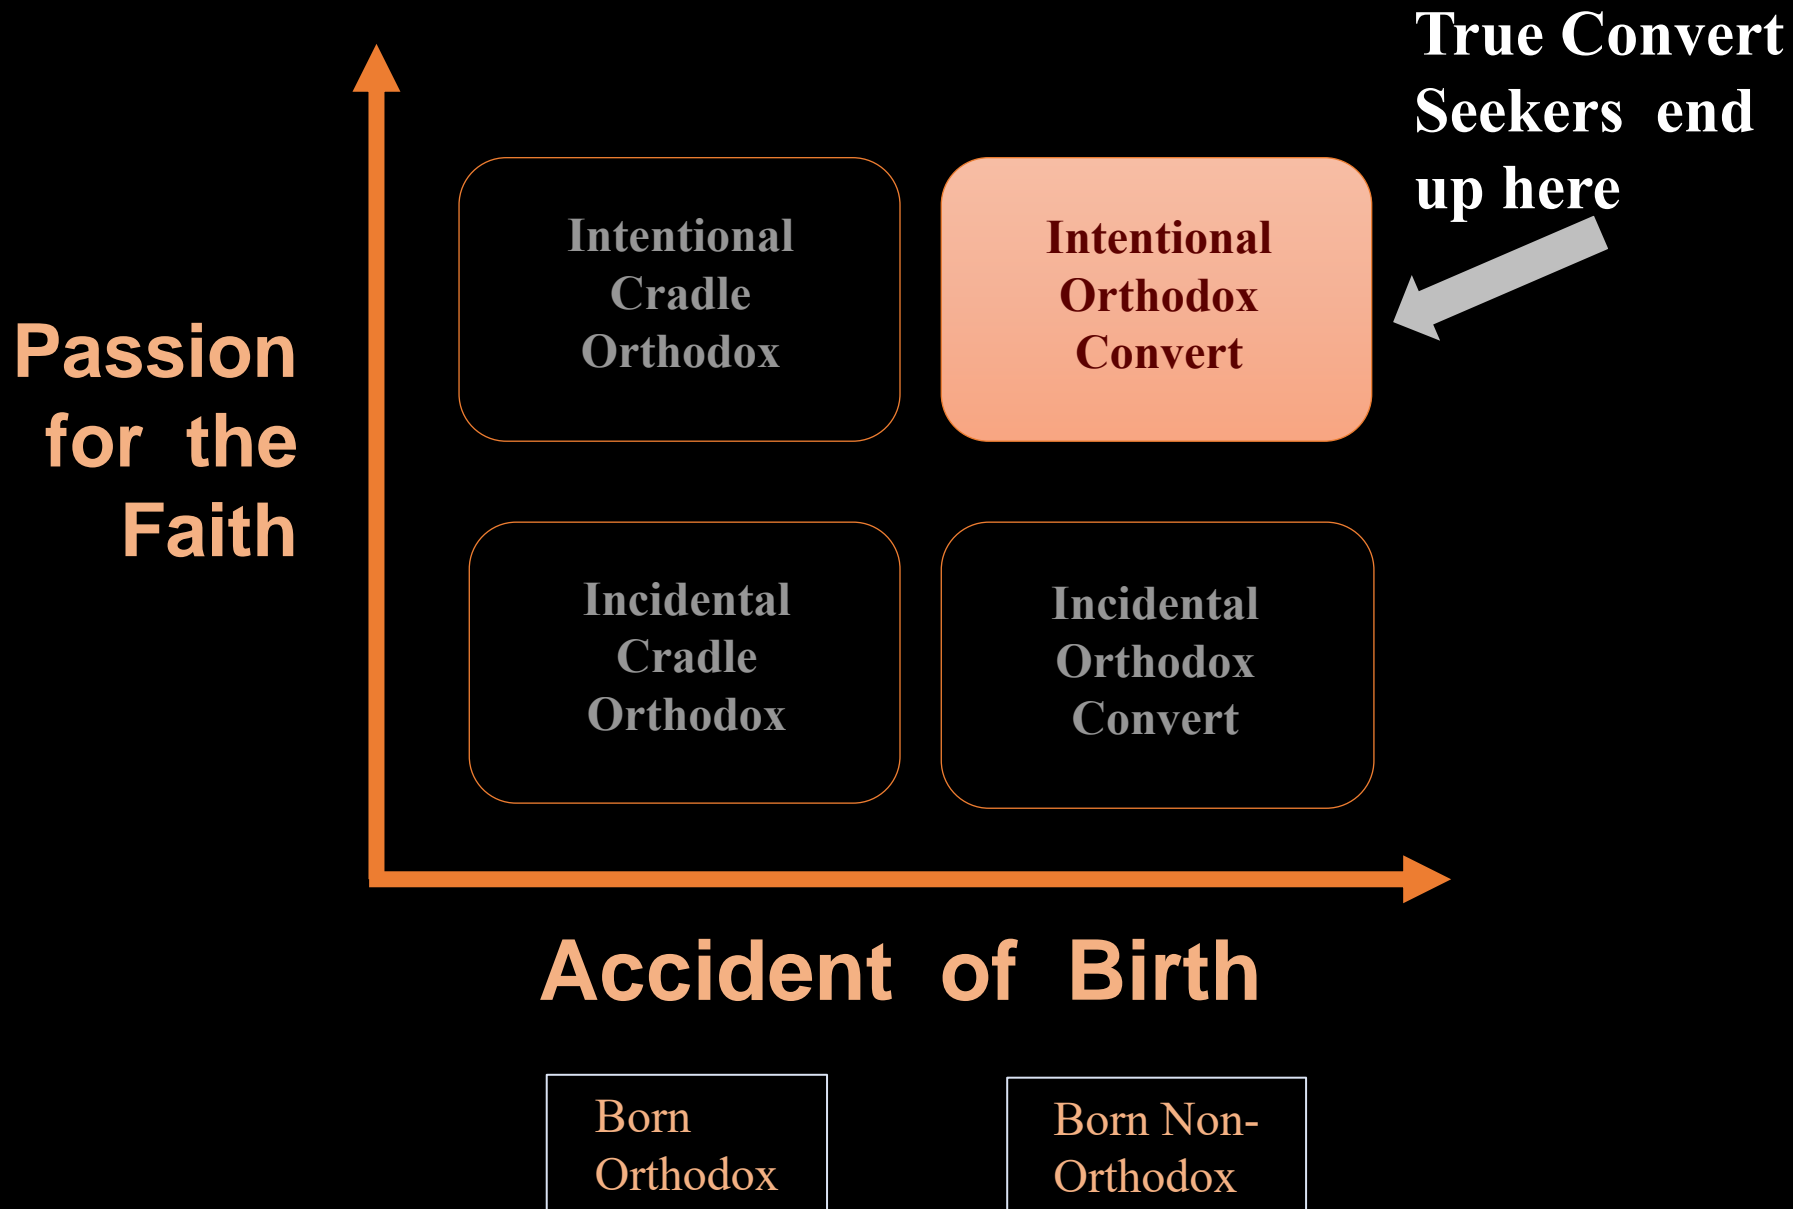 True Convert
Seekers end
up here
Passion
for the
Faith
Intentional
Cradle
Orthodox
Intentional
Orthodox
Convert
Incidental
Cradle
Orthodox
Incidental
Orthodox
Convert
Accident of Birth
Born
Orthodox
Born Non-
Orthodox